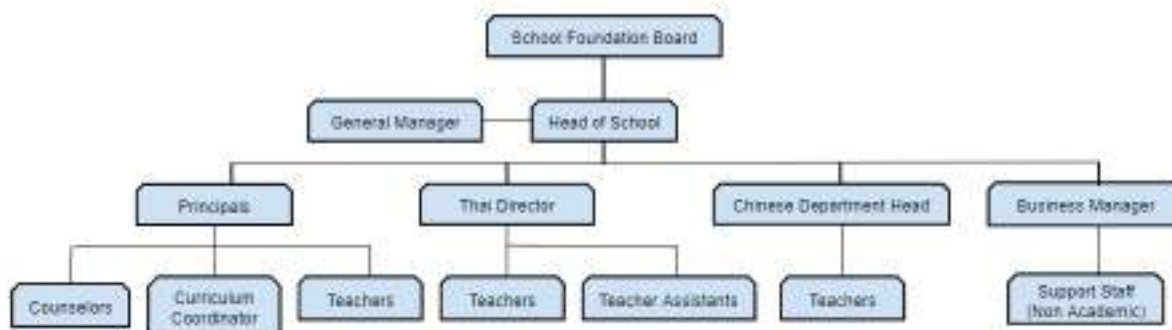 School Foundation Board
General Manager
Head of School
Principals
Thai Director
Chinese Department Head
Business Manager
Counselors
Curriculum
Coordinator
Teachers
Teachers
Teacher Assistants
Teachers
Support Staff
(Non Academic)